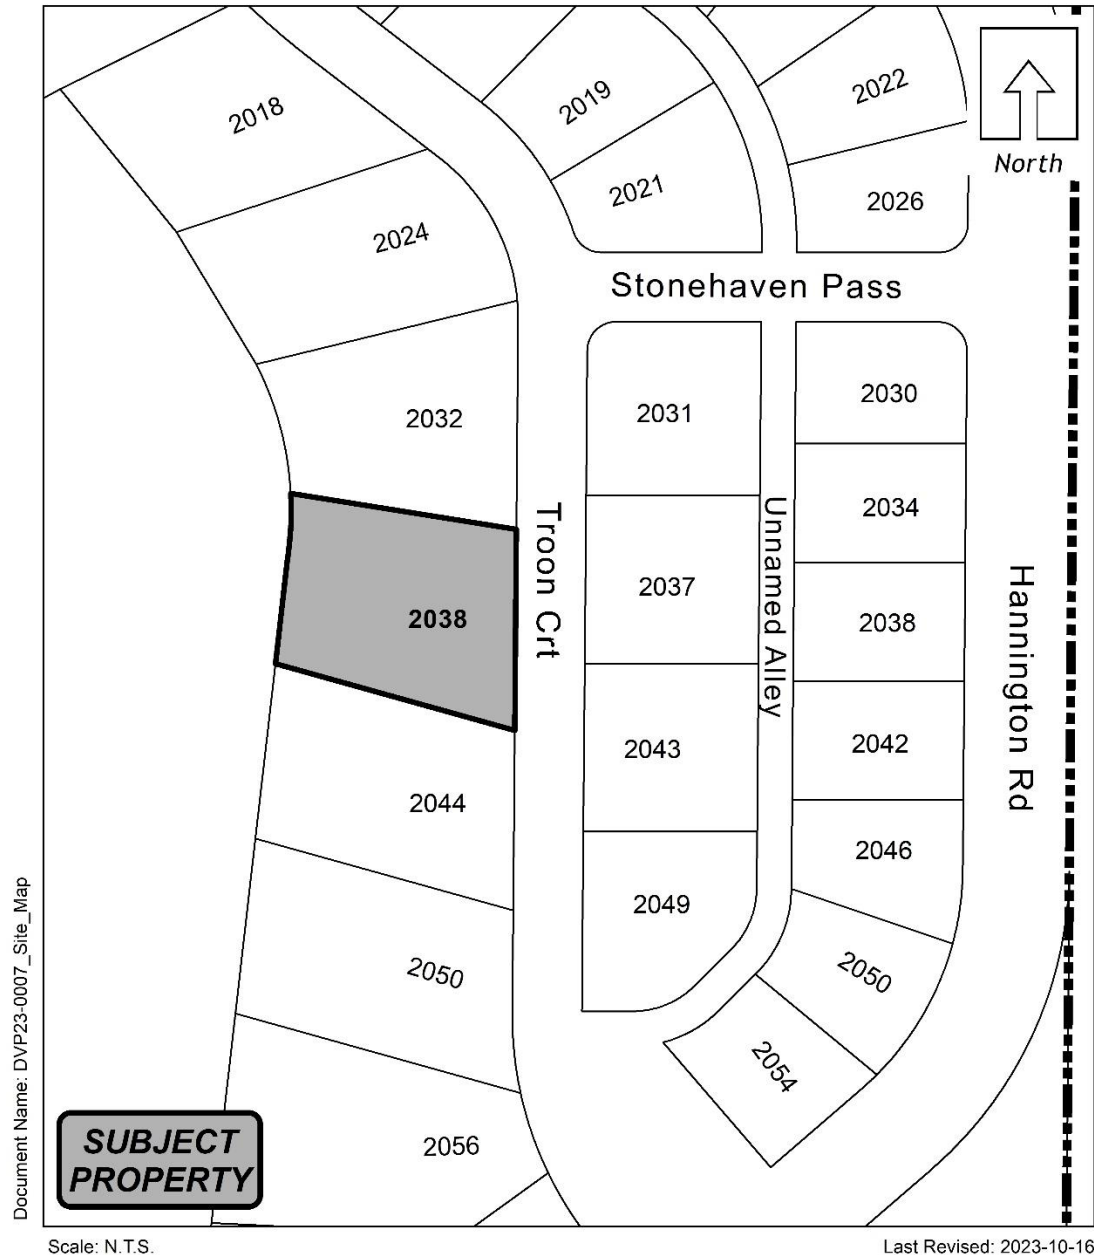 2018
2019
2022
North
2021
2026
2024
Stonehaven Pass
2032
2031
2030
2034
Troon Crt
Unnamed Alley
Hannington Rd
2037
2038
2038
2043
2042
2044
2046
2049
2050
2050
2054
2056
SUBJECT
PROPERTY
Document Name: DVP23-0007_Site_Map
Scale: N.T.S.
Last Revised: 2023-10-16